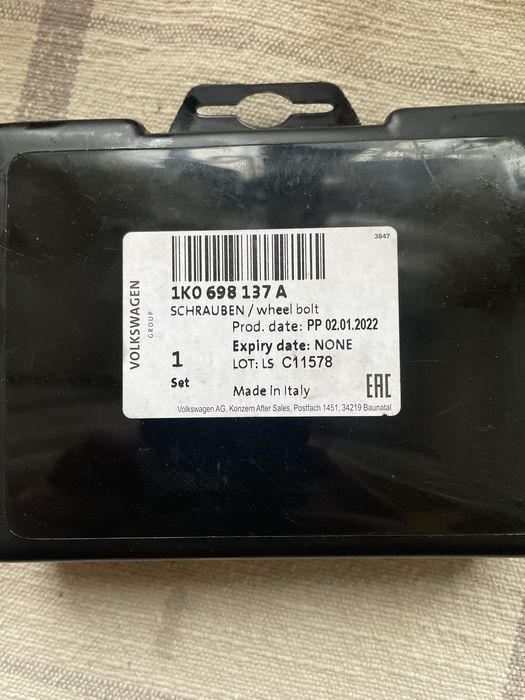 3847
1K0 698 137 A
SCHRAUBEN / wheel bolt
Prod. date: PP 02.01.2022
Expiry date: NONE
LOT: LS C11578
1
Set
Made in Italy
EAC
VOLKSWAGEN
GROUP
Volkswagen AG, Konzern After Sales, Postfach 1451, 34219 Baunatal